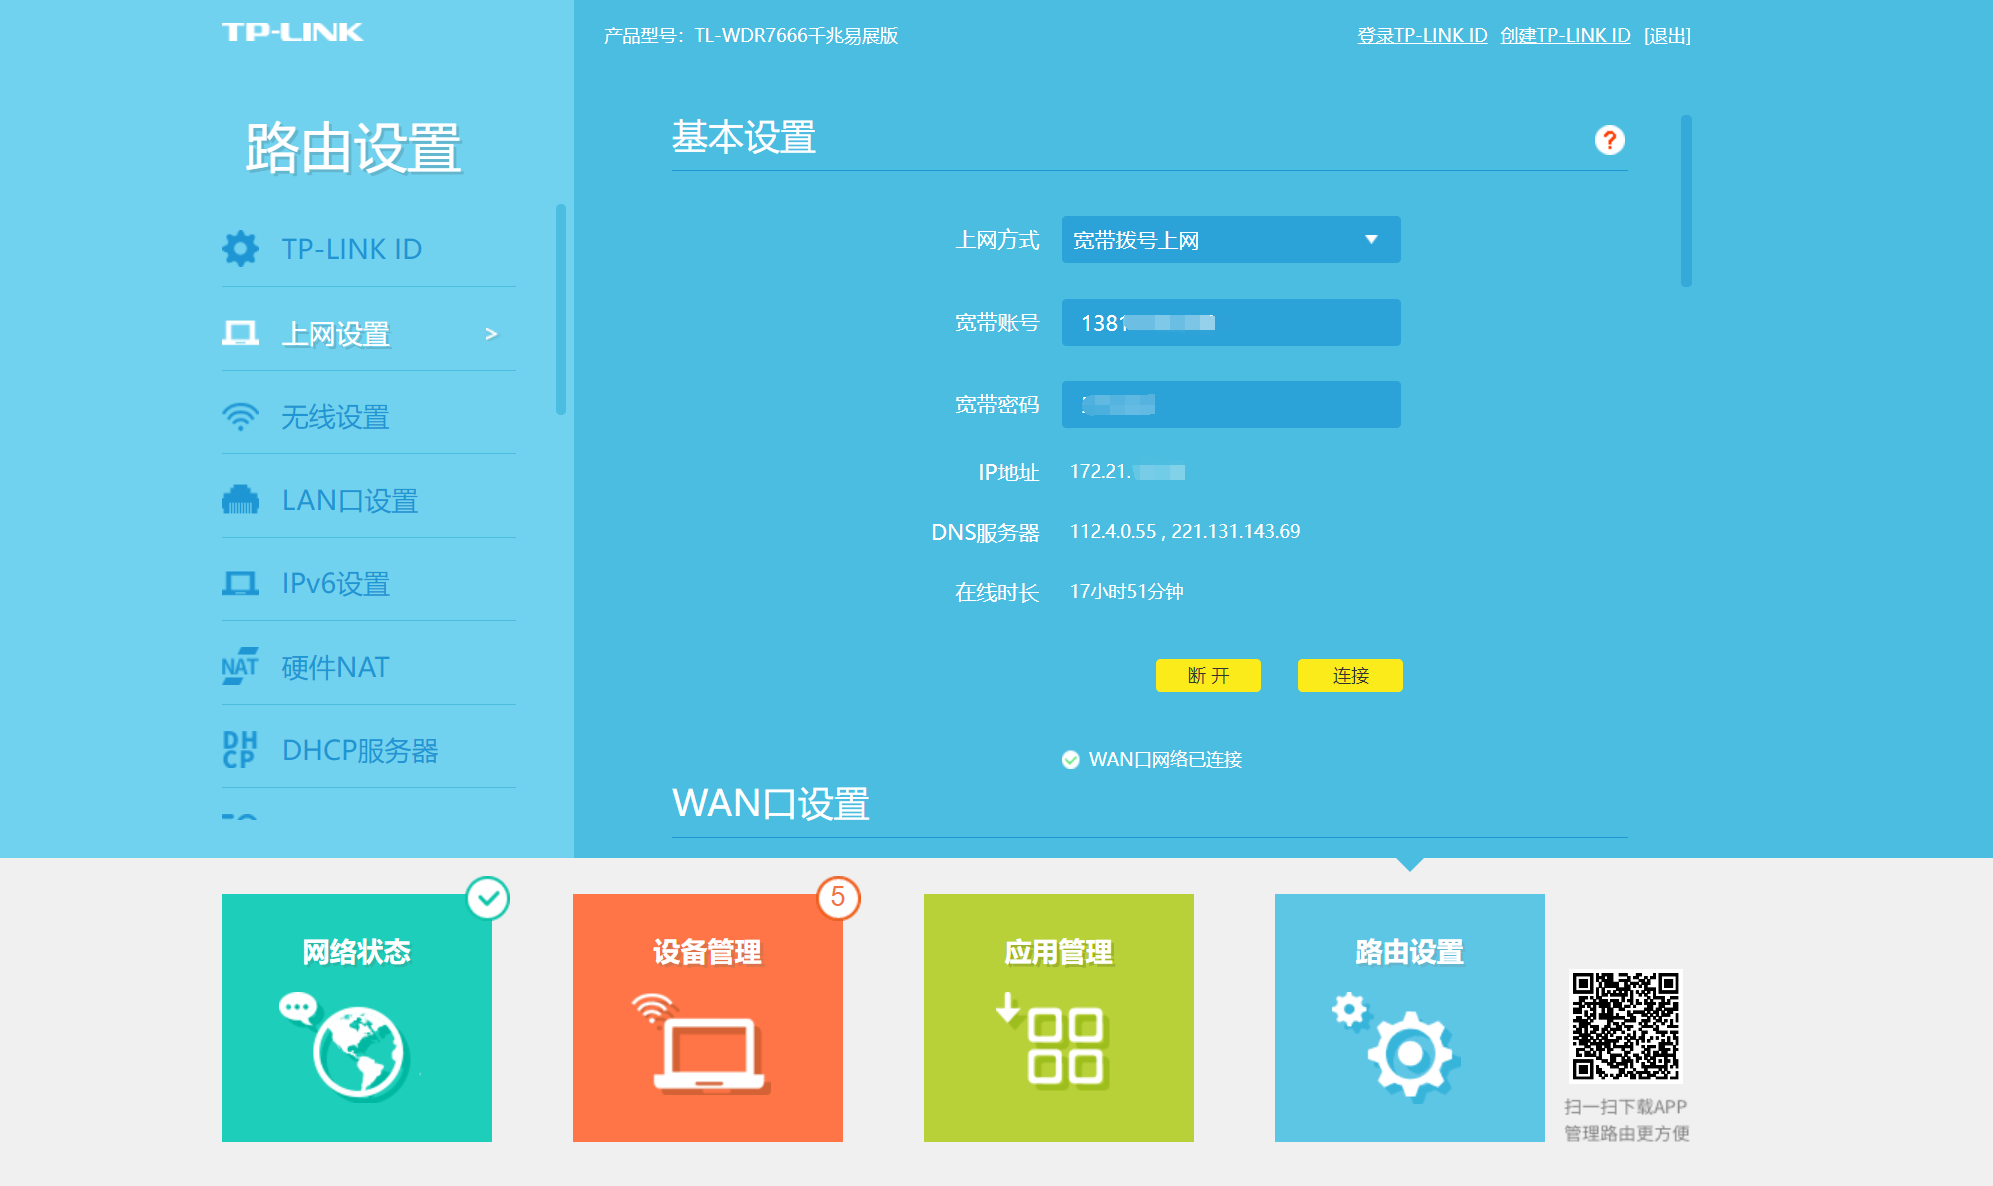 TP-LINK
产品型号：TL-WDR7666千兆易展版
登录TP-LINK ID 创建TP-LINK ID [退出]
路由设置
TP-LINK ID
上网设置 >
无线设置
LAN口设置
IPv6设置
NAT 硬件NAT
DHCP DHCP服务器
基本设置
?
上网方式 宽带拨号上网
宽带账号 1381
宽带密码
IP地址 172.21.
DNS服务器 112.4.0.55 , 221.131.143.69
在线时长 17小时51分钟
断 开 连接
WAN口网络已连接
WAN口设置
网络状态
5
设备管理
应用管理
路由设置
扫一扫下载APP
管理路由更方便